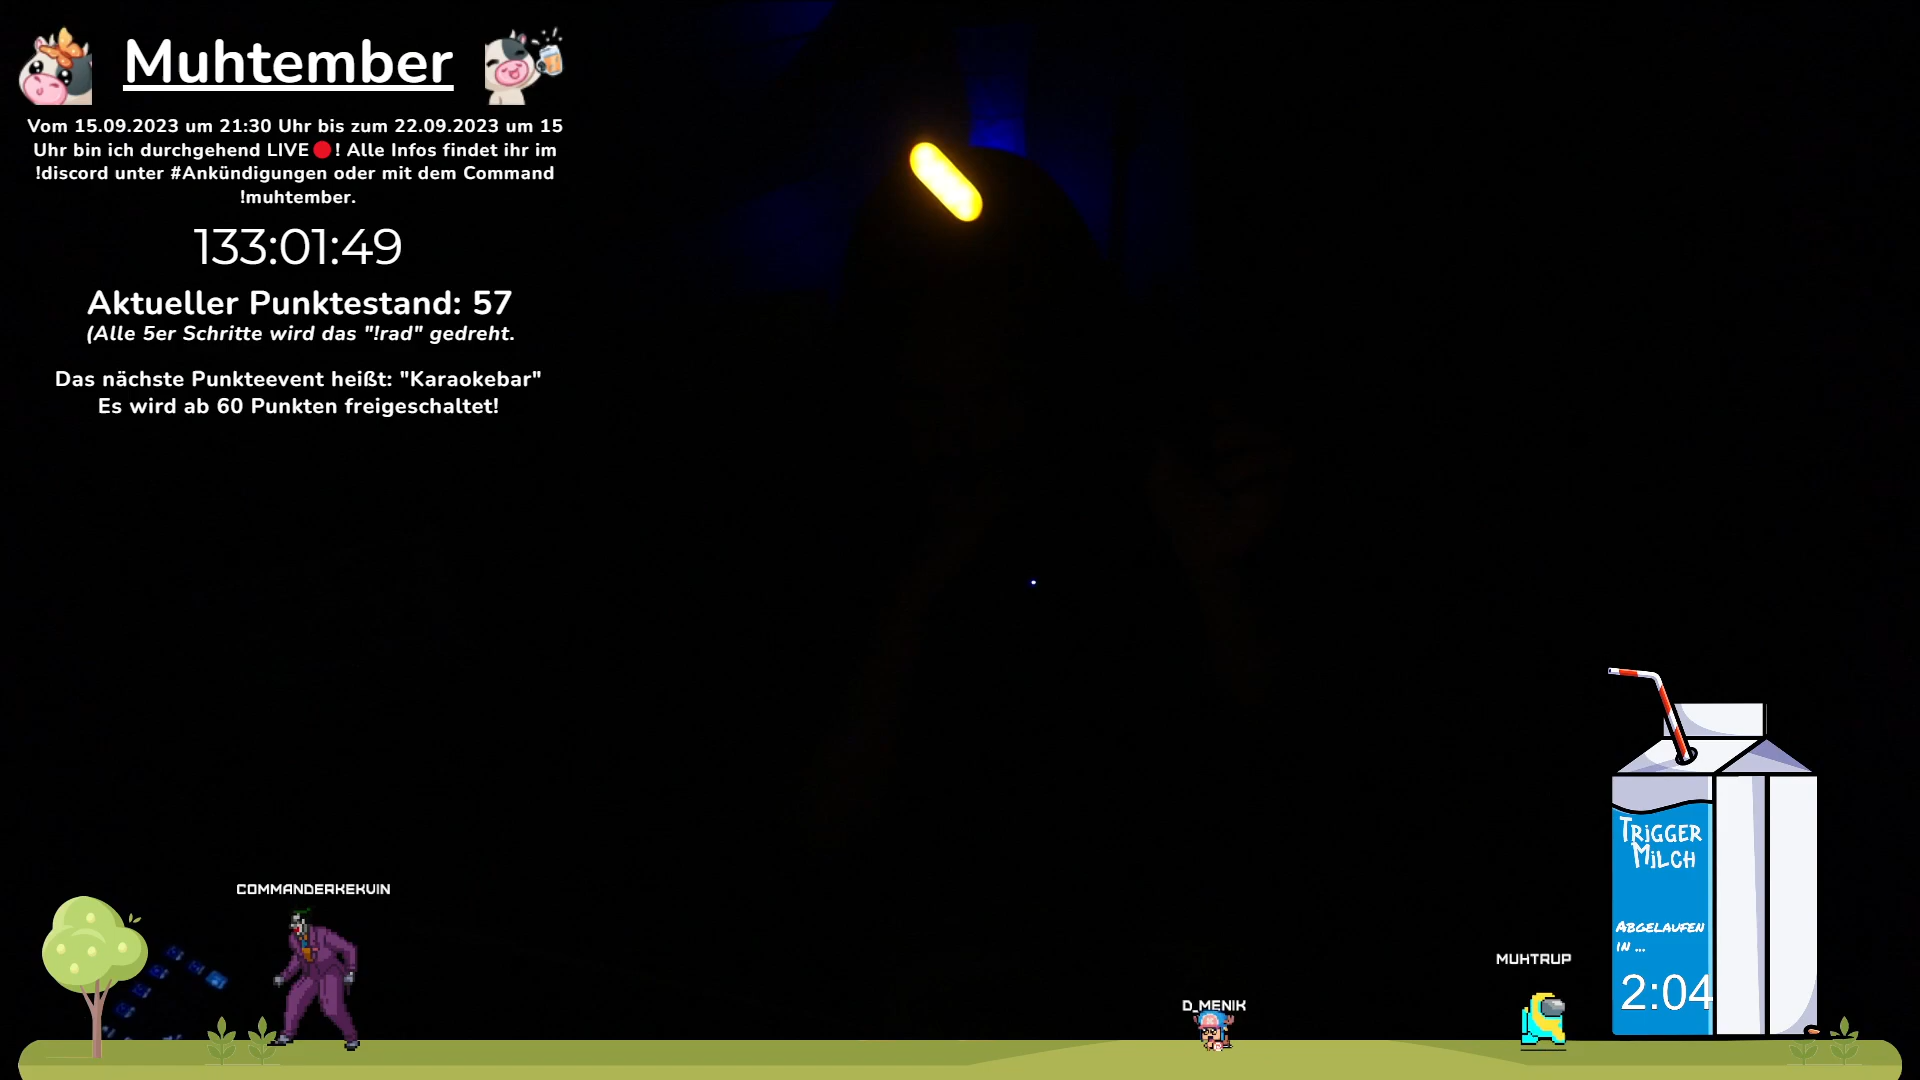 Muhtember
Vom 15.09.2023 um 21:30 Uhr bis zum 22.09.2023 um 15
Uhr bin ich durchgehend LIVE🔴! Alle Infos findet ihr im
!discord unter #Ankündigungen oder mit dem Command
!muhtember.
133:01:49
Aktueller Punktestand: 57
(Alle 5er Schritte wird das "!rad" gedreht.
Das nächste Punkteevent heißt: "Karaokebar"
Es wird ab 60 Punkten freigeschaltet!
TRIGGER
MILCH
COMMANDERKEKVIN
ABGELAUFEN
IN ...
MUHTRUP
2:04
D_MENIK